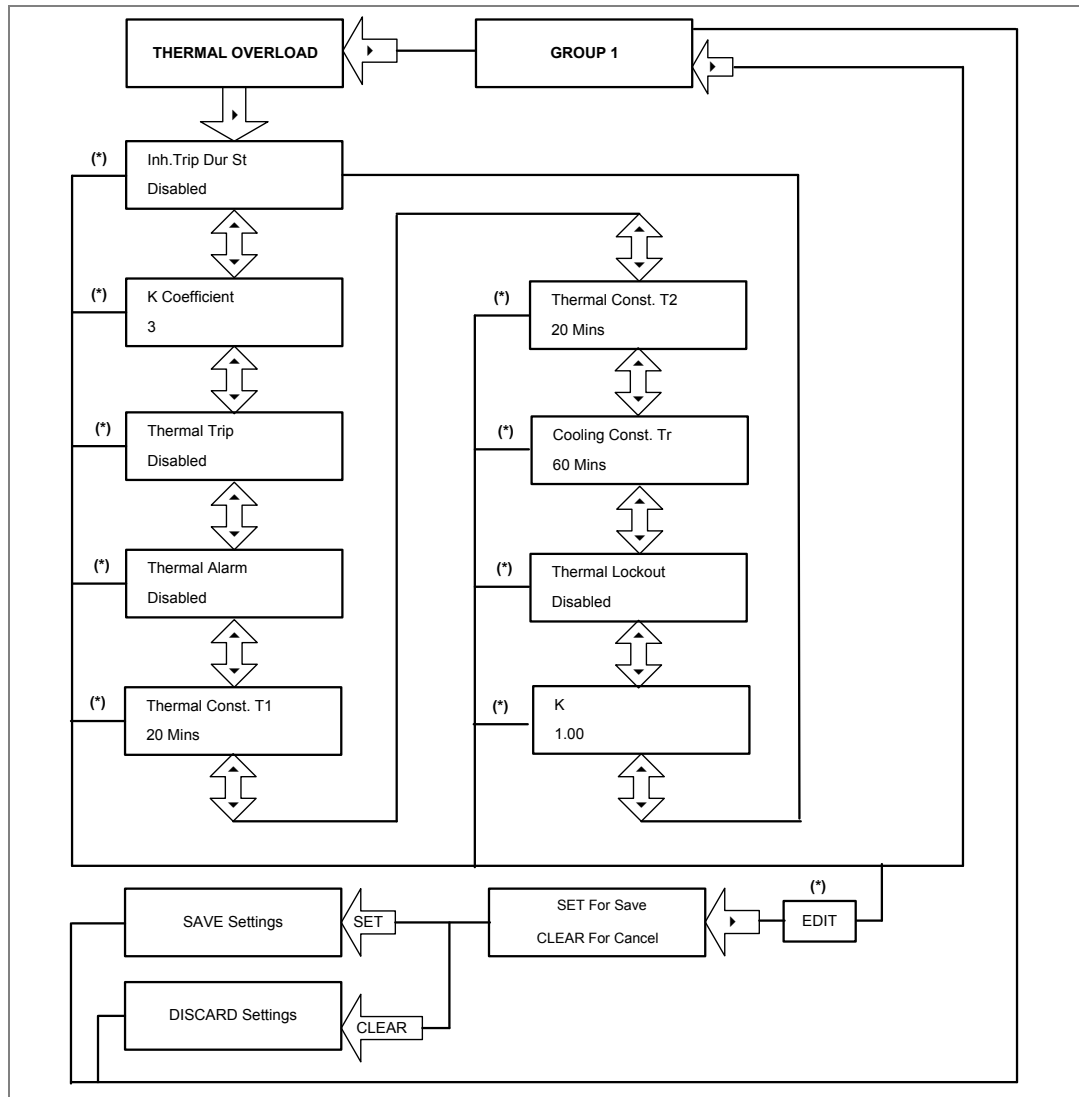 THERMAL OVERLOAD
GROUP 1
(*)
Inh.Trip Dur St
Disabled
(*)
K Coefficient
3
(*)
Thermal Trip
Disabled
(*)
Thermal Alarm
Disabled
(*)
Thermal Const. T1
20 Mins
(*)
Thermal Const. T2
20 Mins
(*)
Cooling Const. Tr
60 Mins
(*)
Thermal Lockout
Disabled
(*)
K
1.00
SAVE Settings
SET
SET For Save
CLEAR For Cancel
(*)
EDIT
DISCARD Settings
CLEAR